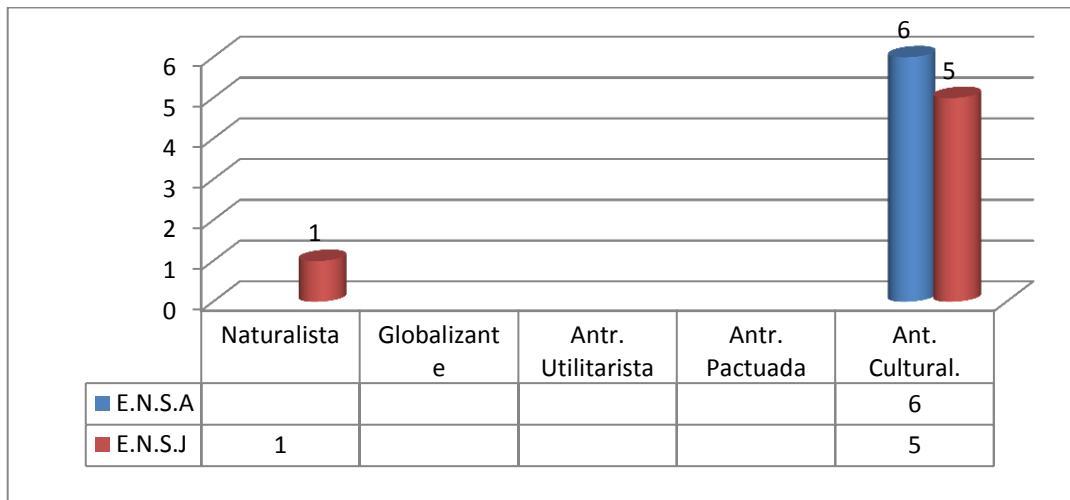 6
5
6
5
4
3
2
1
0
1
Naturalista
Globalizant
e
Antr.
Utilitarista
Antr.
Pactuada
Ant.
Cultural.
E.N.S.A
6
E.N.S.J
1
5